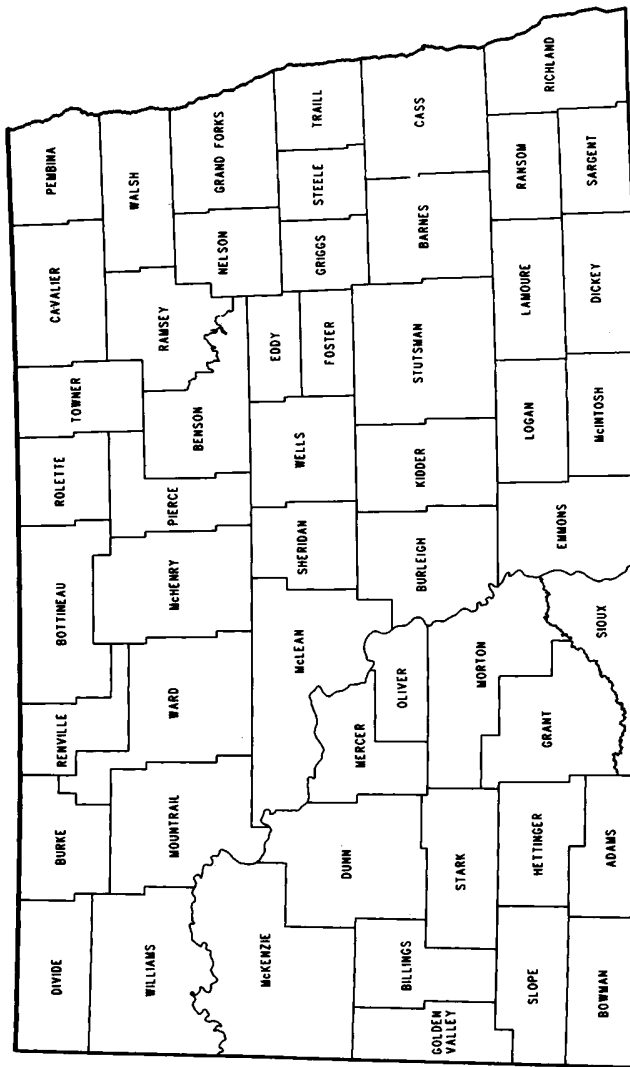 DIVIDE
BURKE
RENVILLE
BOTTINEAU
ROLETTE
TOWNER
CAVALIER
PEMBINA
WILLIAMS
MOUNTRAIL
WARD
McHENRY
PIERCE
BENSON
RAMSEY
WALSH
NELSON
GRAND FORKS
McKENZIE
DUNN
MERCER
McLEAN
OLIVER
SHERIDAN
WELLS
EDDY
FOSTER
GRIGGS
STEELE
TRAILL
GOLDEN
VALLEY
BILLINGS
STARK
MORTON
BURLEIGH
KIDDER
STUTSMAN
BARNES
CASS
SLOPE
HETTINGER
GRANT
BOWMAN
ADAMS
SIOUX
EMMONS
LOGAN
LAMOURE
RANSOM
RICHLAND
McINTOSH
DICKEY
SARGENT